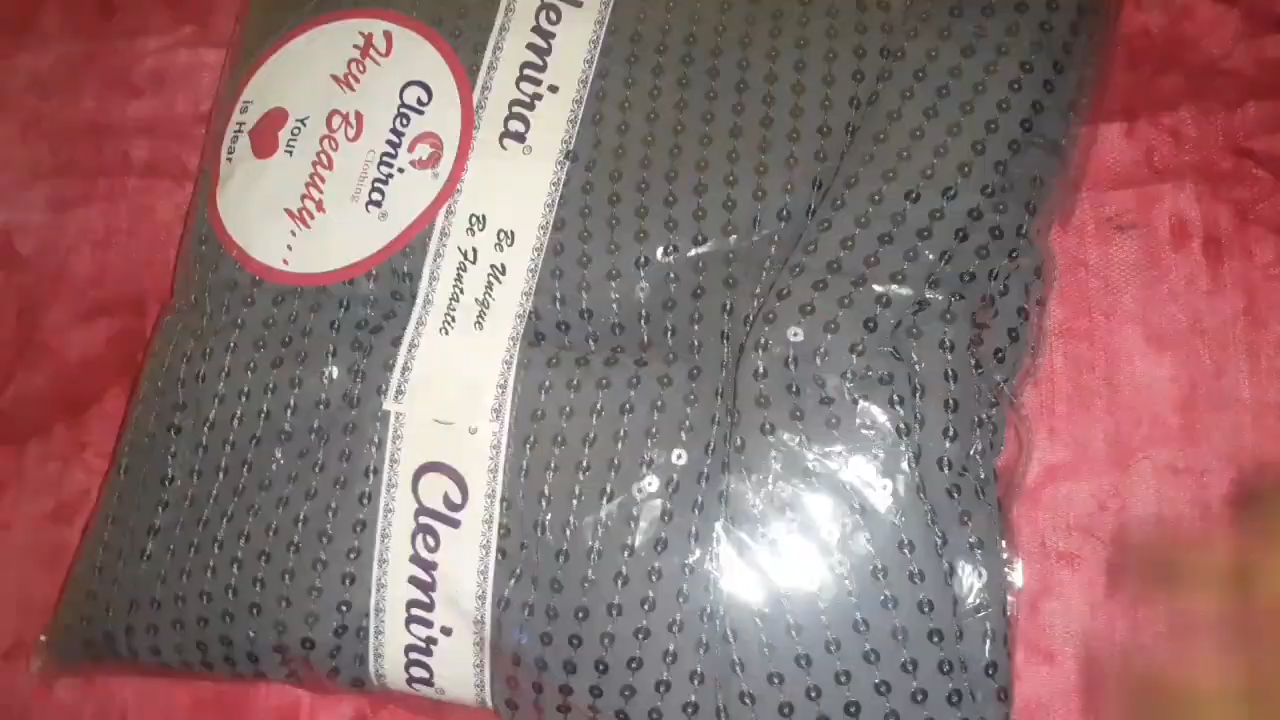 Clemira®
Clothing
Hey Beauty...
Your
is Hear
lemira®
Be Unique
Be Fantastic
Clemira®